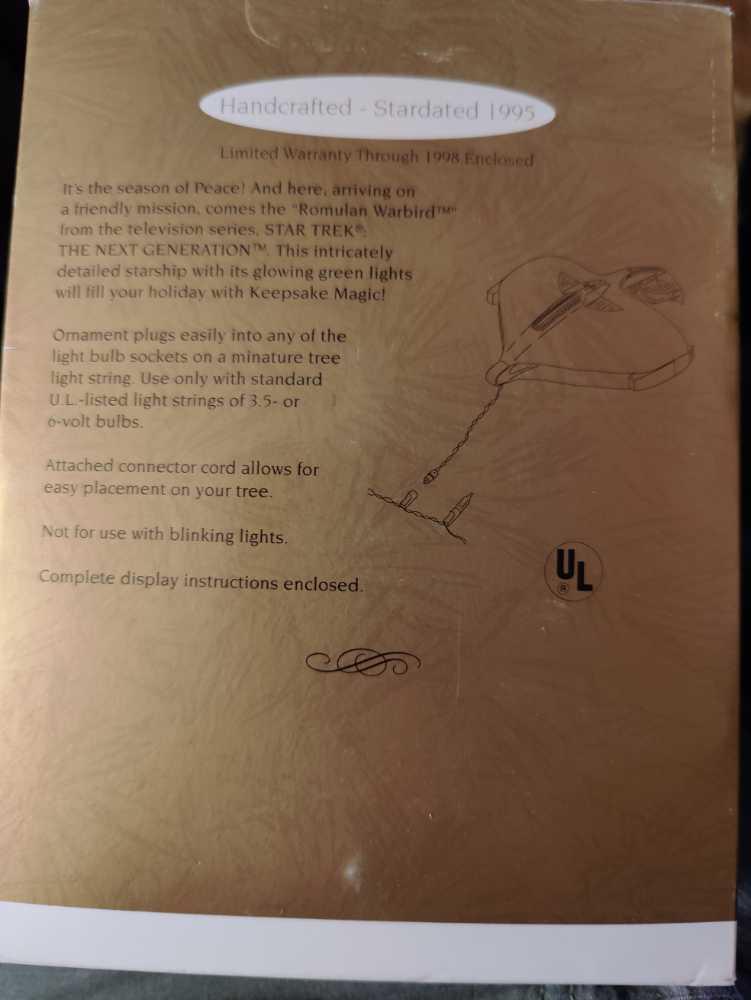 Handcrafted - Stardated 1995
Limited Warranty Through 1998 Enclosed
It's the season of Peace! And here, arriving on
a friendly mission, comes the "Romulan Warbird™"
from the television series, STAR TREK®:
THE NEXT GENERATION™. This intricately
detailed starship with its glowing green lights
will fill your holiday with Keepsake Magic!
Ornament plugs easily into any of the
light bulb sockets on a minature tree
light string. Use only with standard
U.L.-listed light strings of 3.5- or
6-volt bulbs.
Attached connector cord allows for
easy placement on your tree.
Not for use with blinking lights.
Complete display instructions enclosed.
UL
®